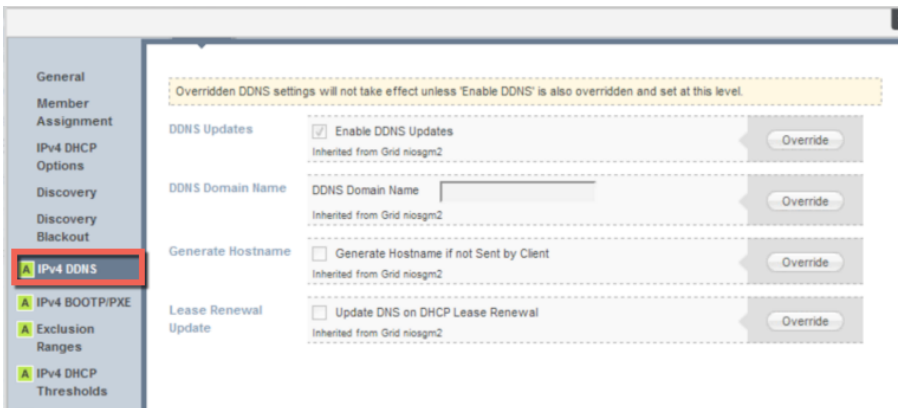 General
Member
Assignment
IPv4 DHCP
Options
Discovery
Discovery
Blackout
A IPv4 DDNS
A IPv4 BOOTP/PXE
A Exclusion
Ranges
A IPv4 DHCP
Thresholds
Overridden DDNS settings will not take effect unless 'Enable DDNS' is also overridden and set at this level.
DDNS Updates
Enable DDNS Updates
Inherited from Grid niosgm2
Override
DDNS Domain Name
DDNS Domain Name
Inherited from Grid niosgm2
Override
Generate Hostname
Generate Hostname if not Sent by Client
Inherited from Grid niosgm2
Override
Lease Renewal
Update
Update DNS on DHCP Lease Renewal
Inherited from Grid niosgm2
Override